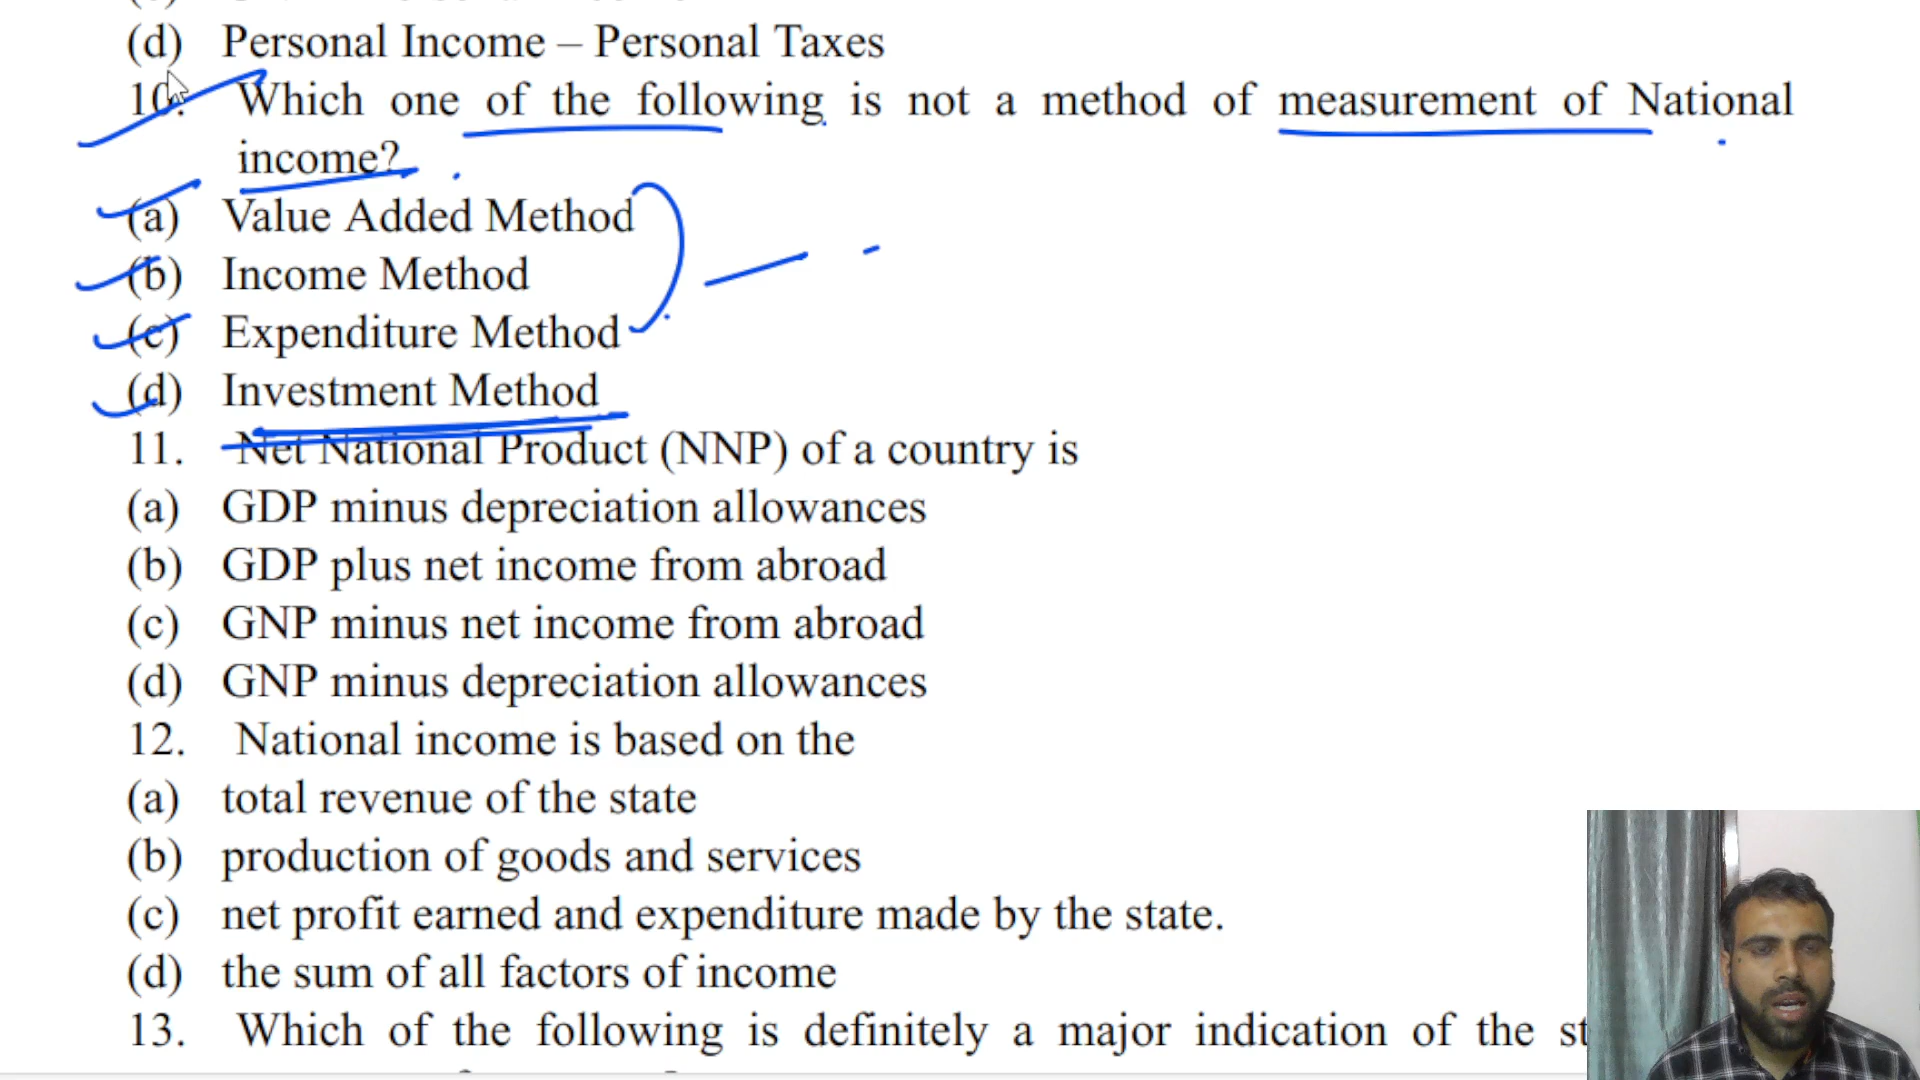 (d) Personal Income – Personal Taxes
10. Which one of the following is not a method of measurement of National
income?
(a) Value Added Method
(b) Income Method
(c) Expenditure Method
(d) Investment Method
11. Net National Product (NNP) of a country is
(a) GDP minus depreciation allowances
(b) GDP plus net income from abroad
(c) GNP minus net income from abroad
(d) GNP minus depreciation allowances
12. National income is based on the
(a) total revenue of the state
(b) production of goods and services
(c) net profit earned and expenditure made by the state.
(d) the sum of all factors of income
13. Which of the following is definitely a major indication of the